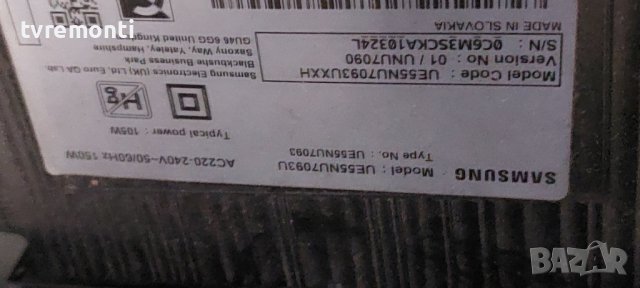 tvremonti
SAMSUNG
Model : UE55NU7093U
Type No. : UE55NU7093
AC220-240V~50/60Hz 150W
Typical power : 105W
Model Code : UE55NU7093UXXH
Version No : 01 / UNU7090
S/N : 0C6M3SCKA10324L
MADE IN SLOVAKIA
Samsung Electronics (UK) Ltd, Euro QA Lab.
Blackbushe Business Park
Saxony Way, Yateley, Hampshire
GU46 6GG United Kingdom
BAZAR
bg